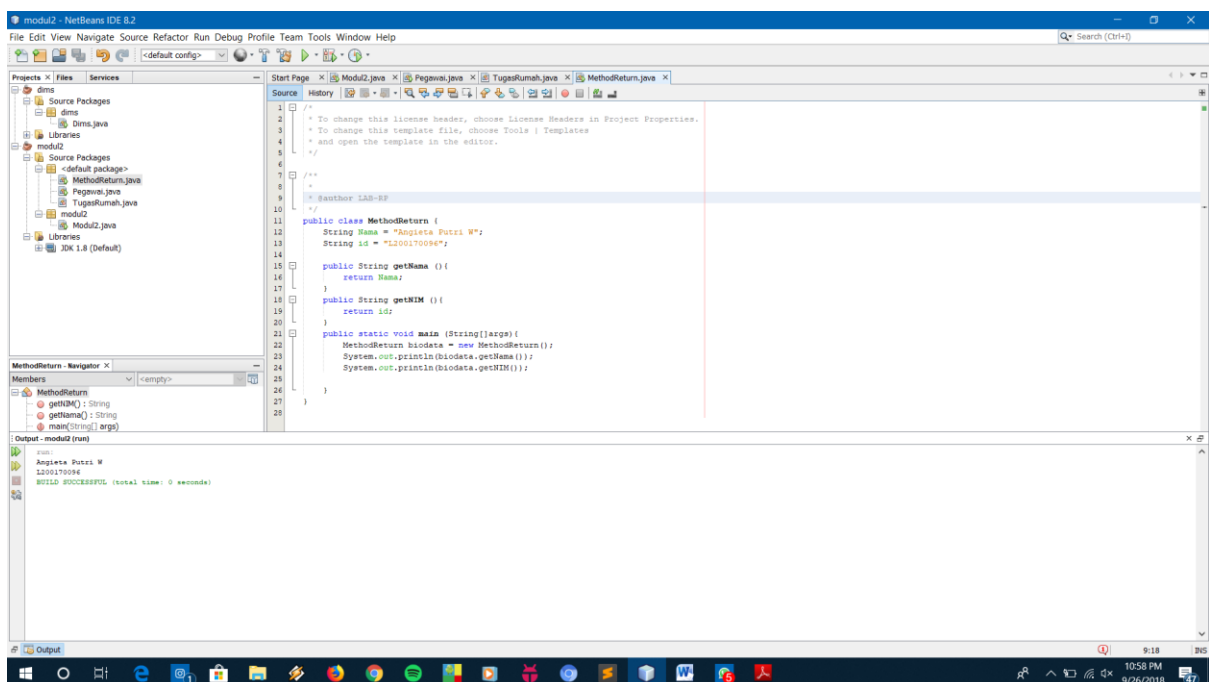 modul2 - NetBeans IDE 8.2
File Edit View Navigate Source Refactor Run Debug Profile Team Tools Window Help
Search (Ctrl+I)
<default config>
Projects Files Services
Start Page Modul2.java Pegawai.java TugasRumah.java MethodReturn.java
Source History
dims
Source Packages
dims
Dims.java
Libraries
modul2
Source Packages
<default package>
MethodReturn.java
Pegawai.java
TugasRumah.java
modul2
Modul2.java
Libraries
JDK 1.8 (Default)
1 /*
2 * To change this license header, choose License Headers in Project Properties.
3 * To change this template file, choose Tools | Templates
4 * and open the template in the editor.
5 */
6
7 /**
8 *
9 * @author LAB-RP
10 */
11 public class MethodReturn {
12 String Nama = "Angieta Putri W";
13 String id = "L200170096";
14
15 public String getNama (){
16 return Nama;
17 }
18 public String getNIM (){
19 return id;
20 }
21 public static void main (String[]args){
22 MethodReturn biodata = new MethodReturn();
23 System.out.println(biodata.getNama());
24 System.out.println(biodata.getNIM());
25
26 }
27 }
28
MethodReturn - Navigator
Members <empty>
MethodReturn
getNIM() : String
getNama() : String
main(String[] args)
Output - modul2 (run)
run:
Angieta Putri W
L200170096
BUILD SUCCESSFUL (total time: 0 seconds)
Output
9:18 INS
10:58 PM
9/26/2018
47